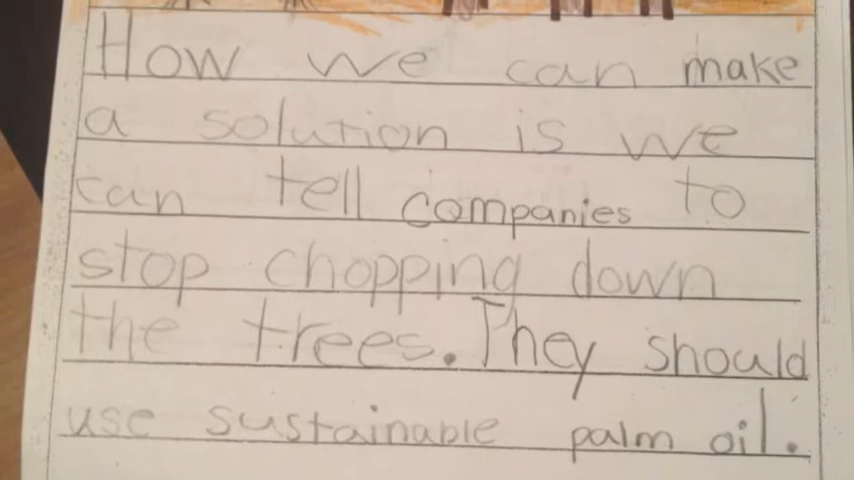 How we can make
a solution is we
can tell companies to
stop chopping down
the trees. They should
use sustainable palm oil.